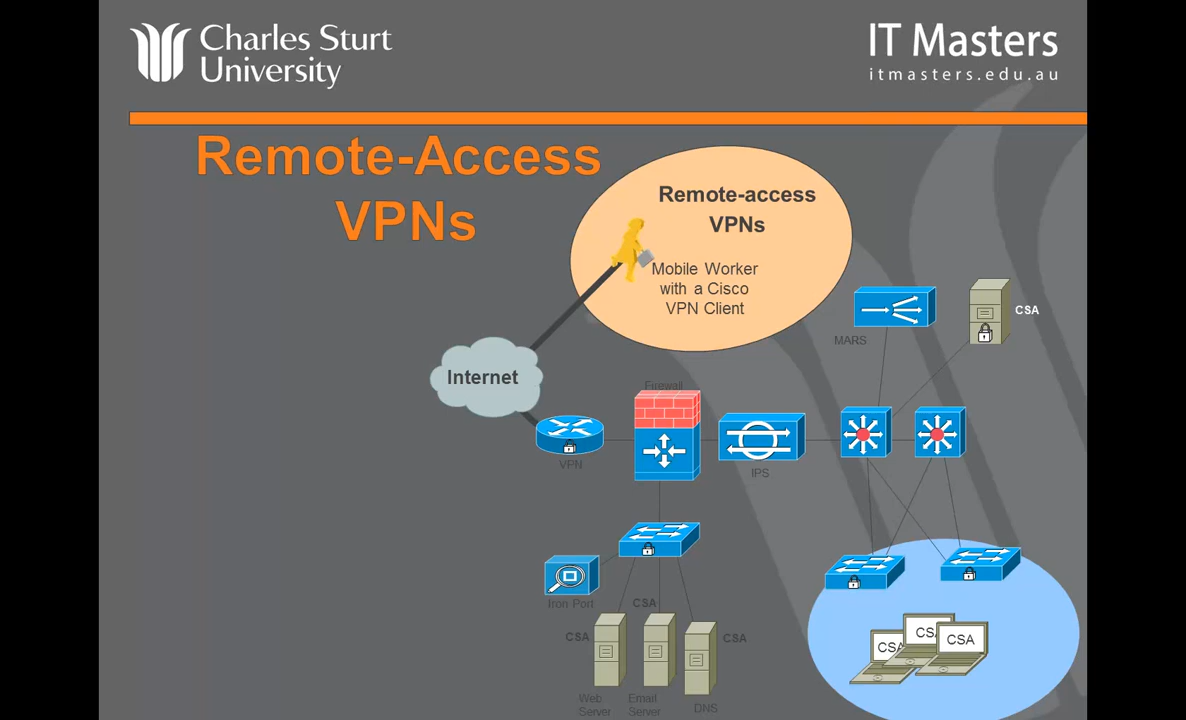 Charles Sturt
University
IT Masters
itmasters.edu.au
Remote-Access
VPNs
Remote-access
VPNs
Mobile Worker
with a Cisco
VPN Client
Internet
MARS
CSA
Firewall
VPN
IPS
Iron Port
CSA
CSA
CSA
Web
Server
Email
Server
DNS
CSA
CSA
CSA